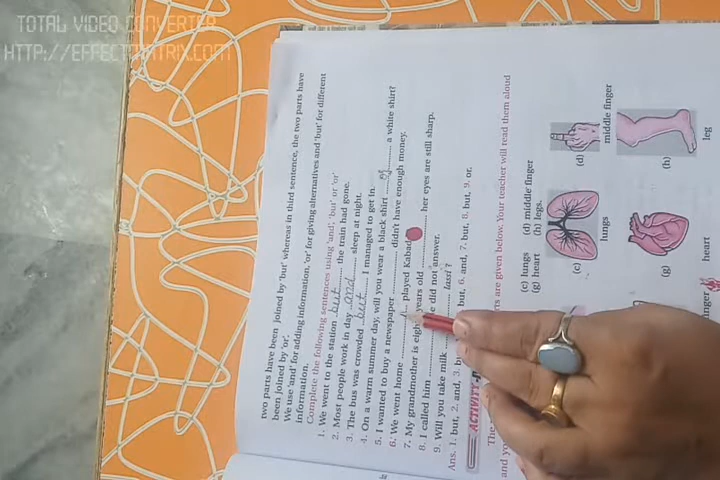 TOTAL VIDEO CONVERTER
HTTP://EFFECTMATRIX.COM
two parts have been joined by 'but' whereas in third sentence, the two parts have
been joined by 'or'.
We use 'and' for adding information, 'or' for giving alternatives and 'but' for different
information.
Complete the following sentences using 'and'; 'but' or 'or'
1. We went to the station but the train had gone.
2. Most people work in day and sleep at night.
3. The bus was crowded but I managed to get in.
4. On a warm summer day, will you wear a black shirt or a white shirt?
5. I wanted to buy a newspaper ........ didn't have enough money.
6. We went home ........ played Kabad
7. My grandmother is eight years old ........ her eyes are still sharp.
8. I called him ........ e did not answer.
9. Will you take milk ........ lassi ?
Ans. 1. but, 2. and, 3. bu but, 6. and, 7. but, 8. but, 9. or.
ACTIVITY
The rts are given below. Your teacher will read them aloud
and yo
(c) lungs (d) middle finger
(g) heart (h) legs.
(c) lungs
(d) middle finger
(g) heart
(h) leg
inger